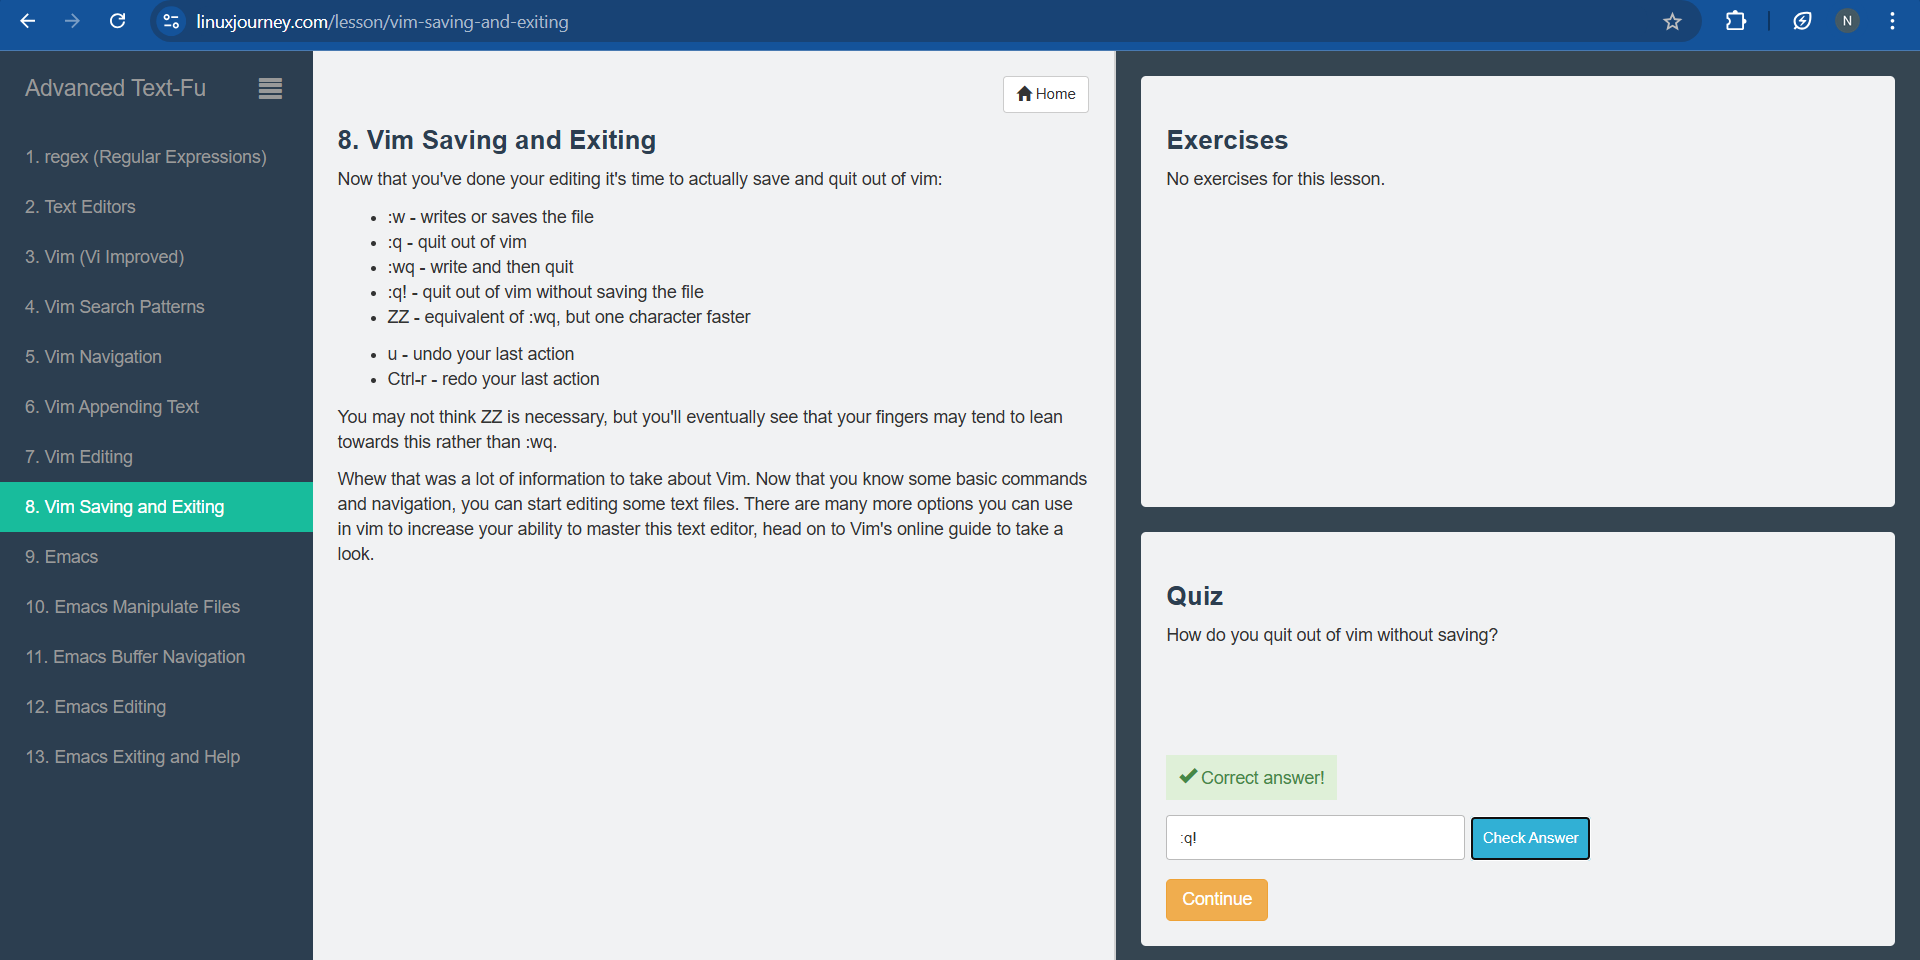 linuxjourney.com/lesson/vim-saving-and-exiting
N
Advanced Text-Fu
1. regex (Regular Expressions)
2. Text Editors
3. Vim (Vi Improved)
4. Vim Search Patterns
5. Vim Navigation
6. Vim Appending Text
7. Vim Editing
8. Vim Saving and Exiting
9. Emacs
10. Emacs Manipulate Files
11. Emacs Buffer Navigation
12. Emacs Editing
13. Emacs Exiting and Help
Home
8. Vim Saving and Exiting
Now that you've done your editing it's time to actually save and quit out of vim:
• :w - writes or saves the file
• :q - quit out of vim
• :wq - write and then quit
• :q! - quit out of vim without saving the file
• ZZ - equivalent of :wq, but one character faster
• u - undo your last action
• Ctrl-r - redo your last action
You may not think ZZ is necessary, but you'll eventually see that your fingers may tend to lean
towards this rather than :wq.
Whew that was a lot of information to take about Vim. Now that you know some basic commands
and navigation, you can start editing some text files. There are many more options you can use
in vim to increase your ability to master this text editor, head on to Vim's online guide to take a
look.
Exercises
No exercises for this lesson.
Quiz
How do you quit out of vim without saving?
Correct answer!
:q!
Check Answer
Continue